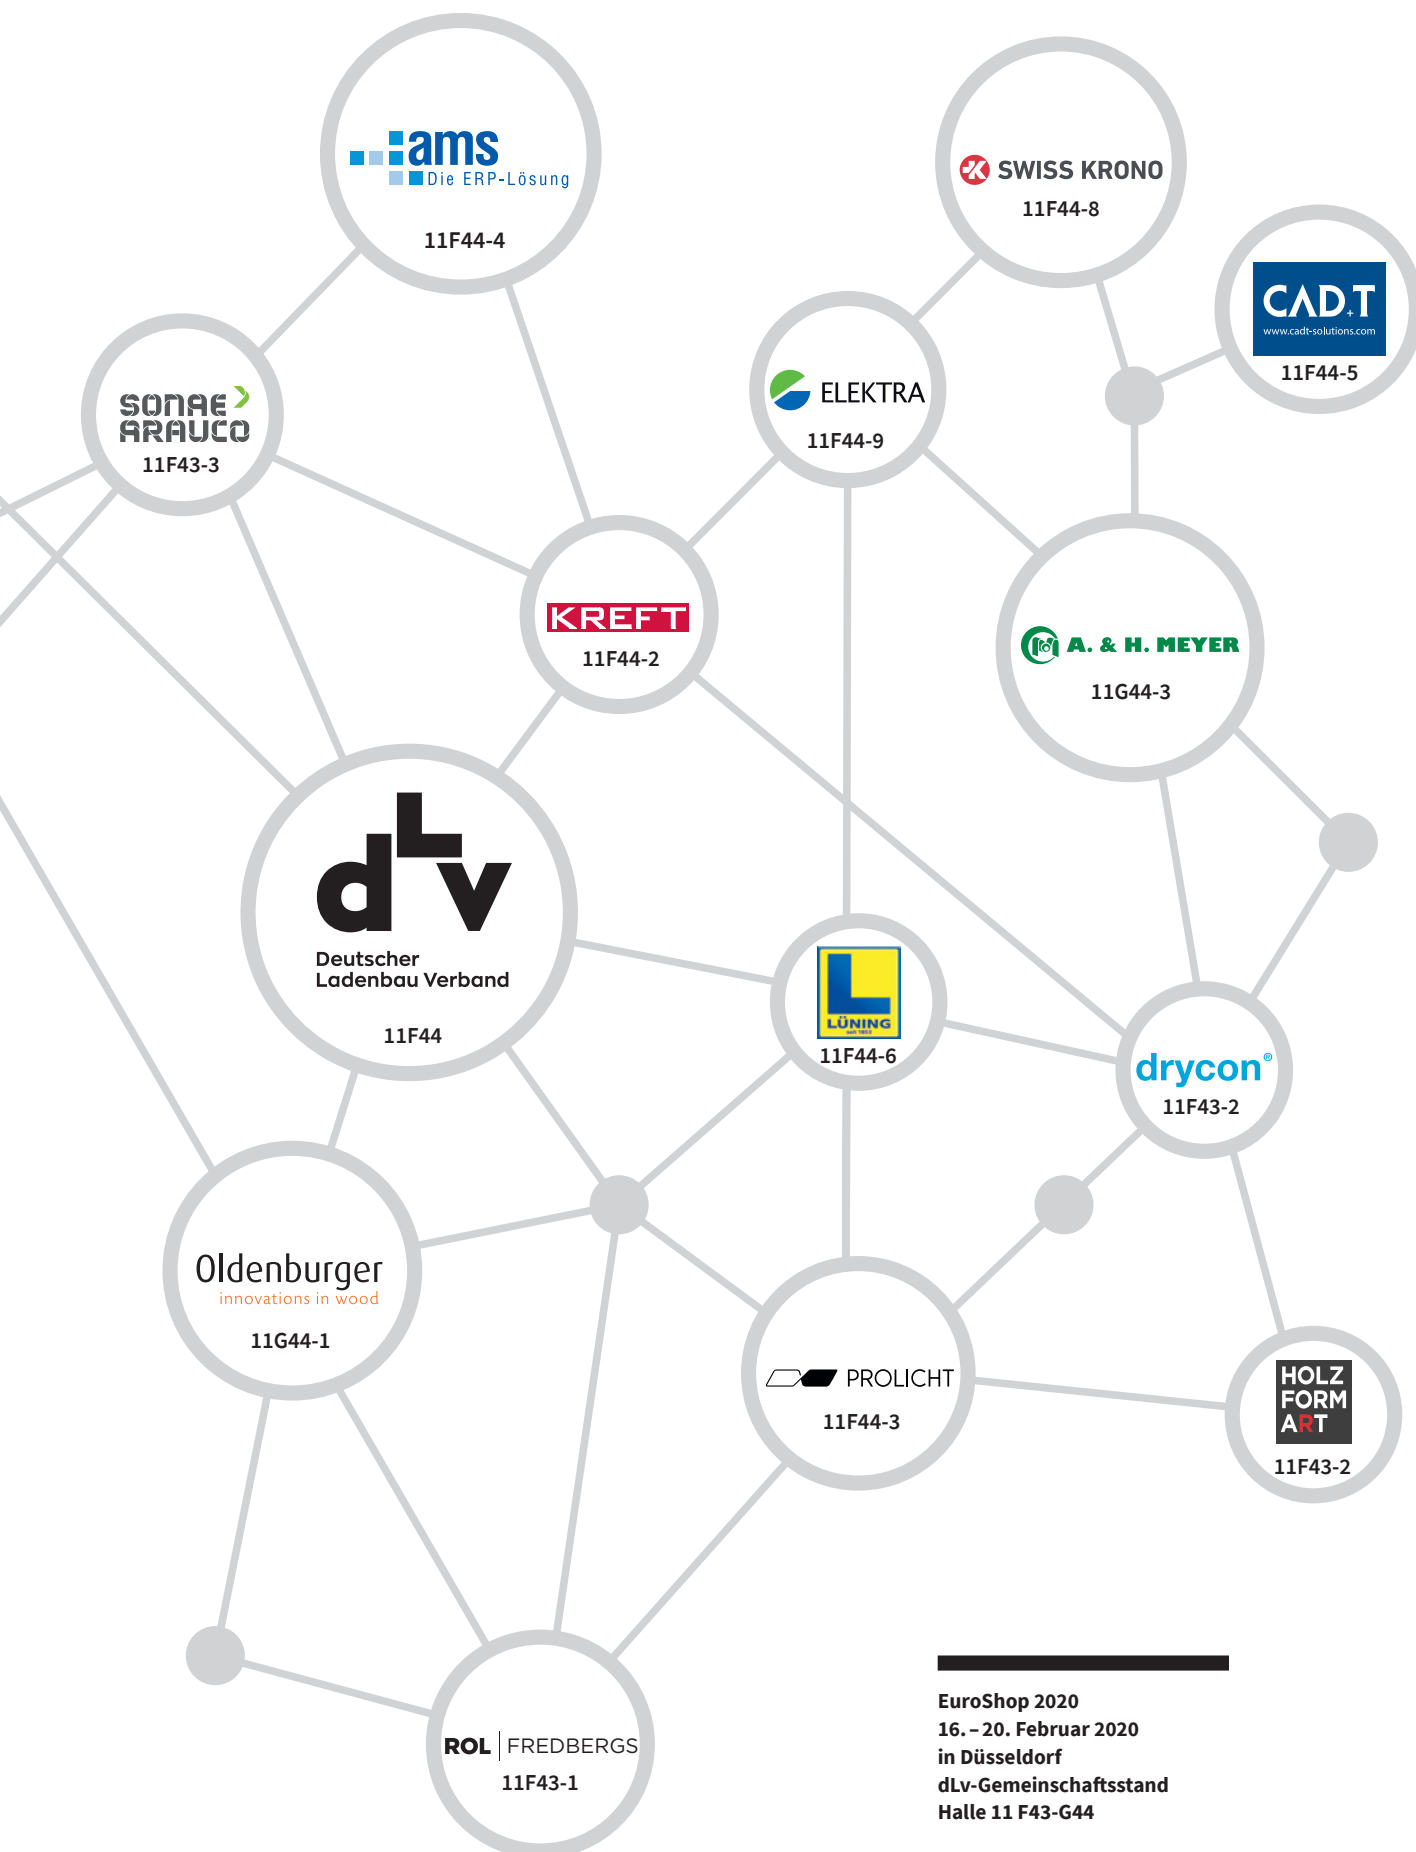 ams
Die ERP-Lösung
11F44-4
SWISS KRONO
11F44-8
CAD+T
www.cadt-solutions.com
11F44-5
SONAE
ARAUCO
11F43-3
ELEKTRA
11F44-9
KREFT
11F44-2
A. & H. MEYER
11G44-3
dLv
Deutscher
Ladenbau Verband
11F44
L
LÜNING
seit 1853
11F44-6
drycon®
11F43-2
Oldenburger
innovations in wood
11G44-1
PROLICHT
11F44-3
HOLZ
FORM
ART
11F43-2
ROL | FREDBERGS
11F43-1
EuroShop 2020
16. – 20. Februar 2020
in Düsseldorf
dLv-Gemeinschaftsstand
Halle 11 F43-G44